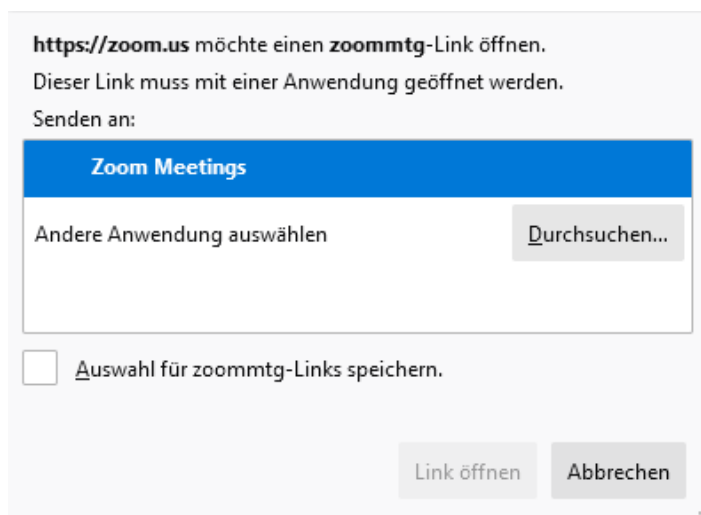 https://zoom.us möchte einen zoommtg-Link öffnen.
Dieser Link muss mit einer Anwendung geöffnet werden.
Senden an:
Zoom Meetings
Andere Anwendung auswählen Durchsuchen...
Auswahl für zoommtg-Links speichern.
Link öffnen Abbrechen